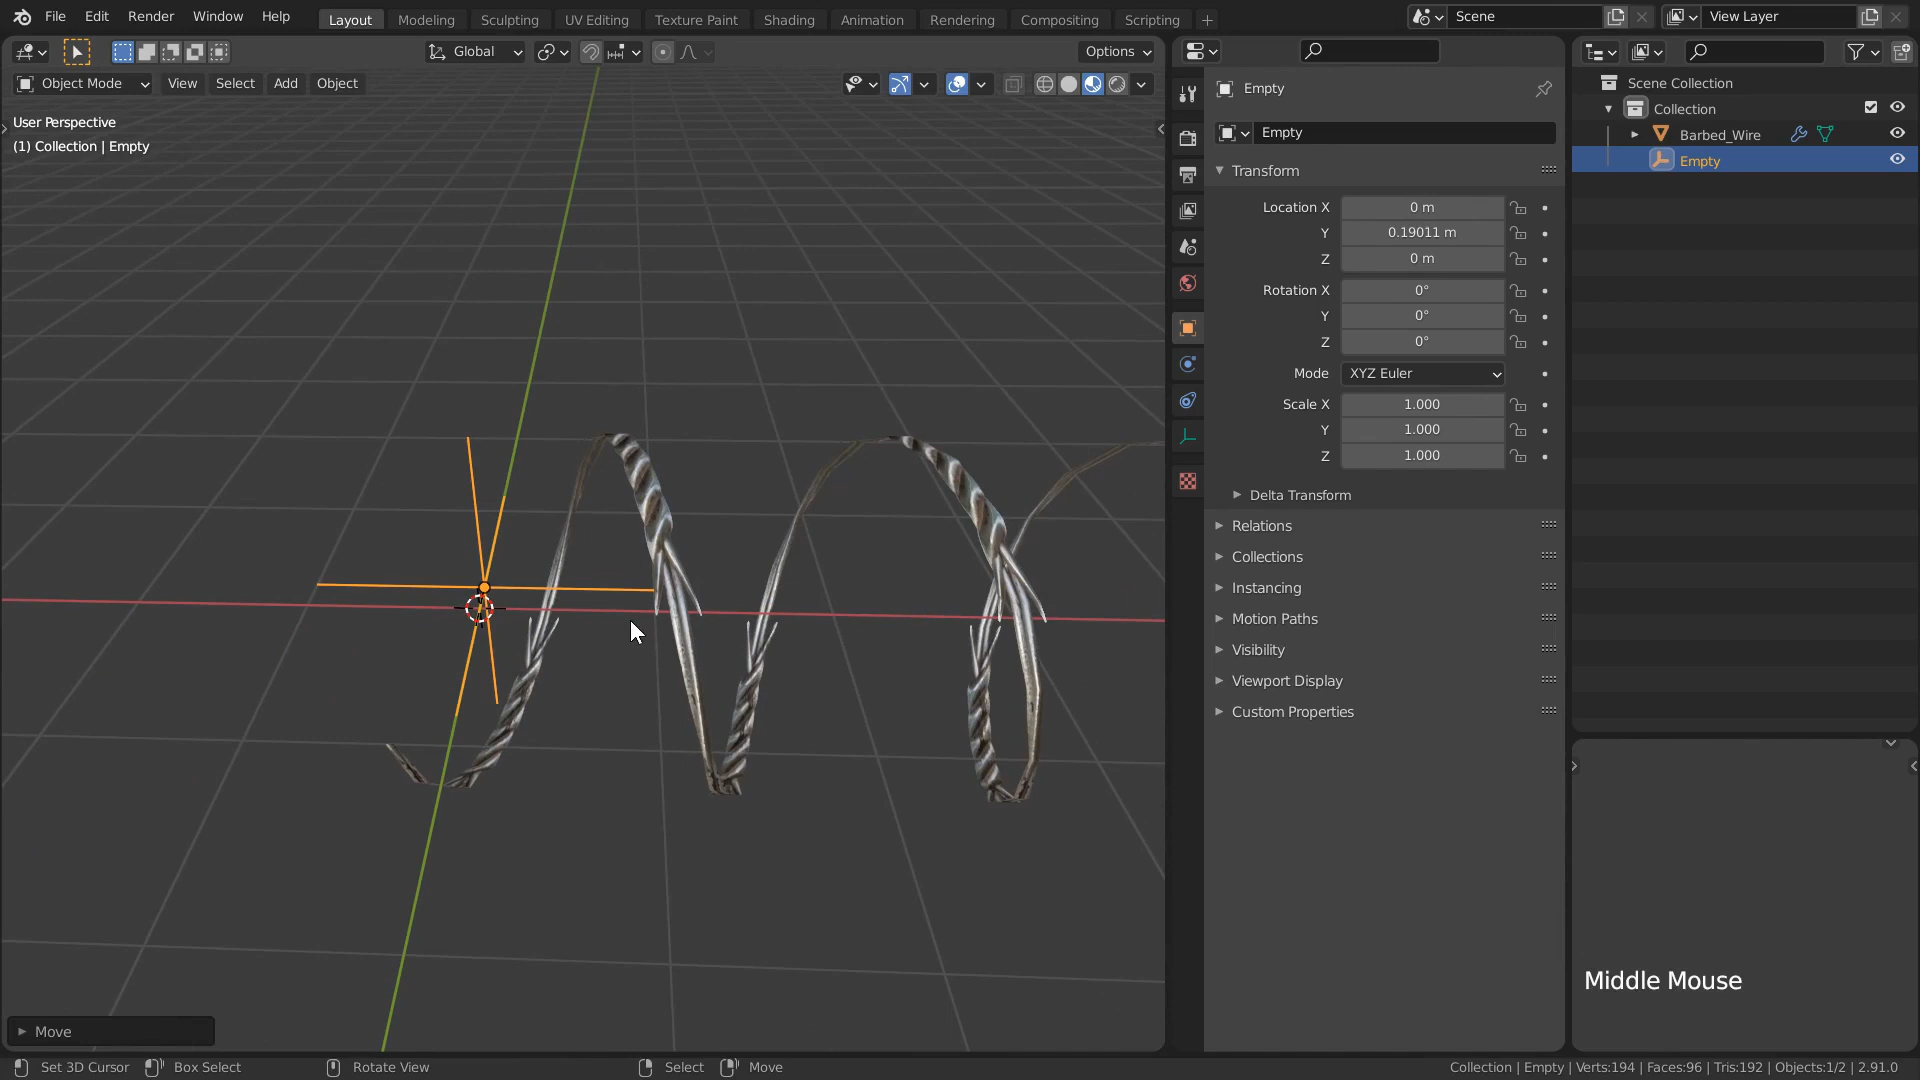 File Edit Render Window Help Layout Modeling Sculpting UV Editing Texture Paint Shading Animation Rendering Compositing Scripting + Scene View Layer
Global Options
Object Mode View Select Add Object
User Perspective
(1) Collection | Empty
Move
Empty
Empty
Transform
Location X 0 m
Y 0.19011 m
Z 0 m
Rotation X 0°
Y 0°
Z 0°
Mode XYZ Euler
Scale X 1.000
Y 1.000
Z 1.000
Delta Transform
Relations
Collections
Instancing
Motion Paths
Visibility
Viewport Display
Custom Properties
Scene Collection
Collection
Barbed_Wire
Empty
Middle Mouse
Set 3D Cursor Box Select Rotate View Select Move Collection | Empty | Verts:194 | Faces:96 | Tris:192 | Objects:1/2 | 2.91.0